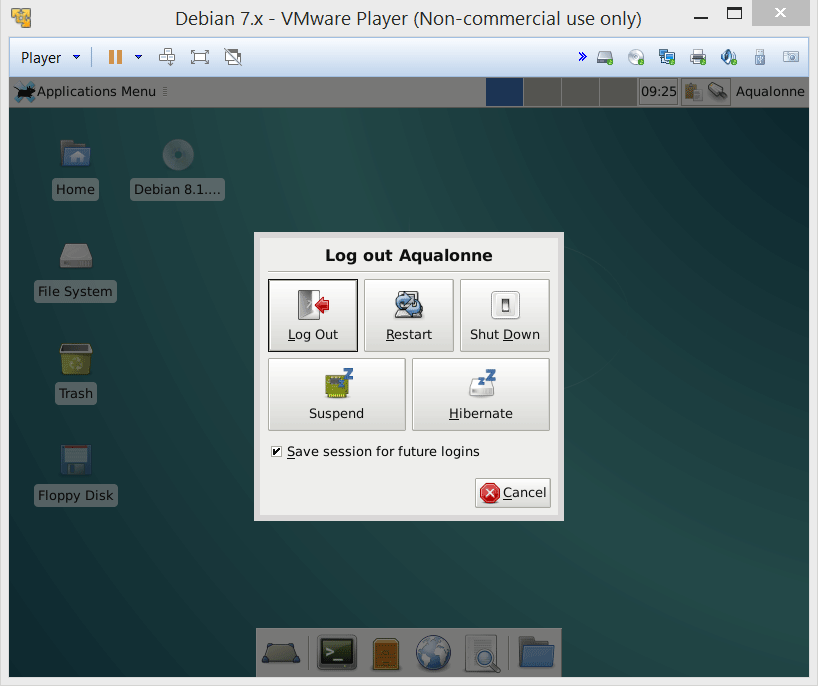 Debian 7.x - VMware Player (Non-commercial use only)
Player
Applications Menu
09:25
Aqualonne
Home
Debian 8.1....
File System
Trash
Floppy Disk
Log out Aqualonne
Log Out
Restart
Shut Down
Suspend
Hibernate
Save session for future logins
Cancel